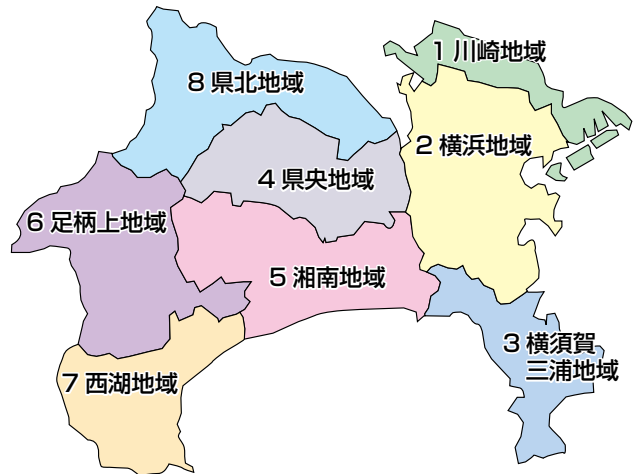 1 川崎地域
8 県北地域
2 横浜地域
4 県央地域
6 足柄上地域
5 湘南地域
3 横須賀
三浦地域
7 西湖地域